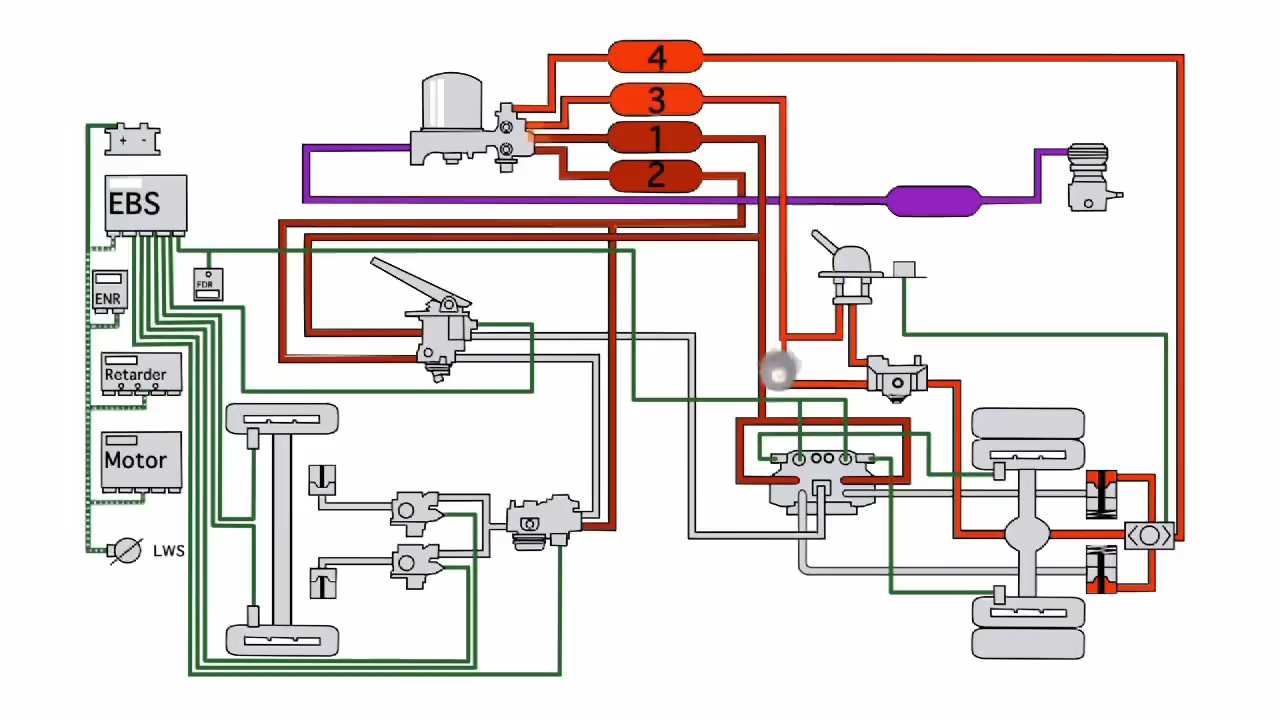 4
3
1
2
+ -
EBS
FDR
ENR
Retarder
Motor
LWS